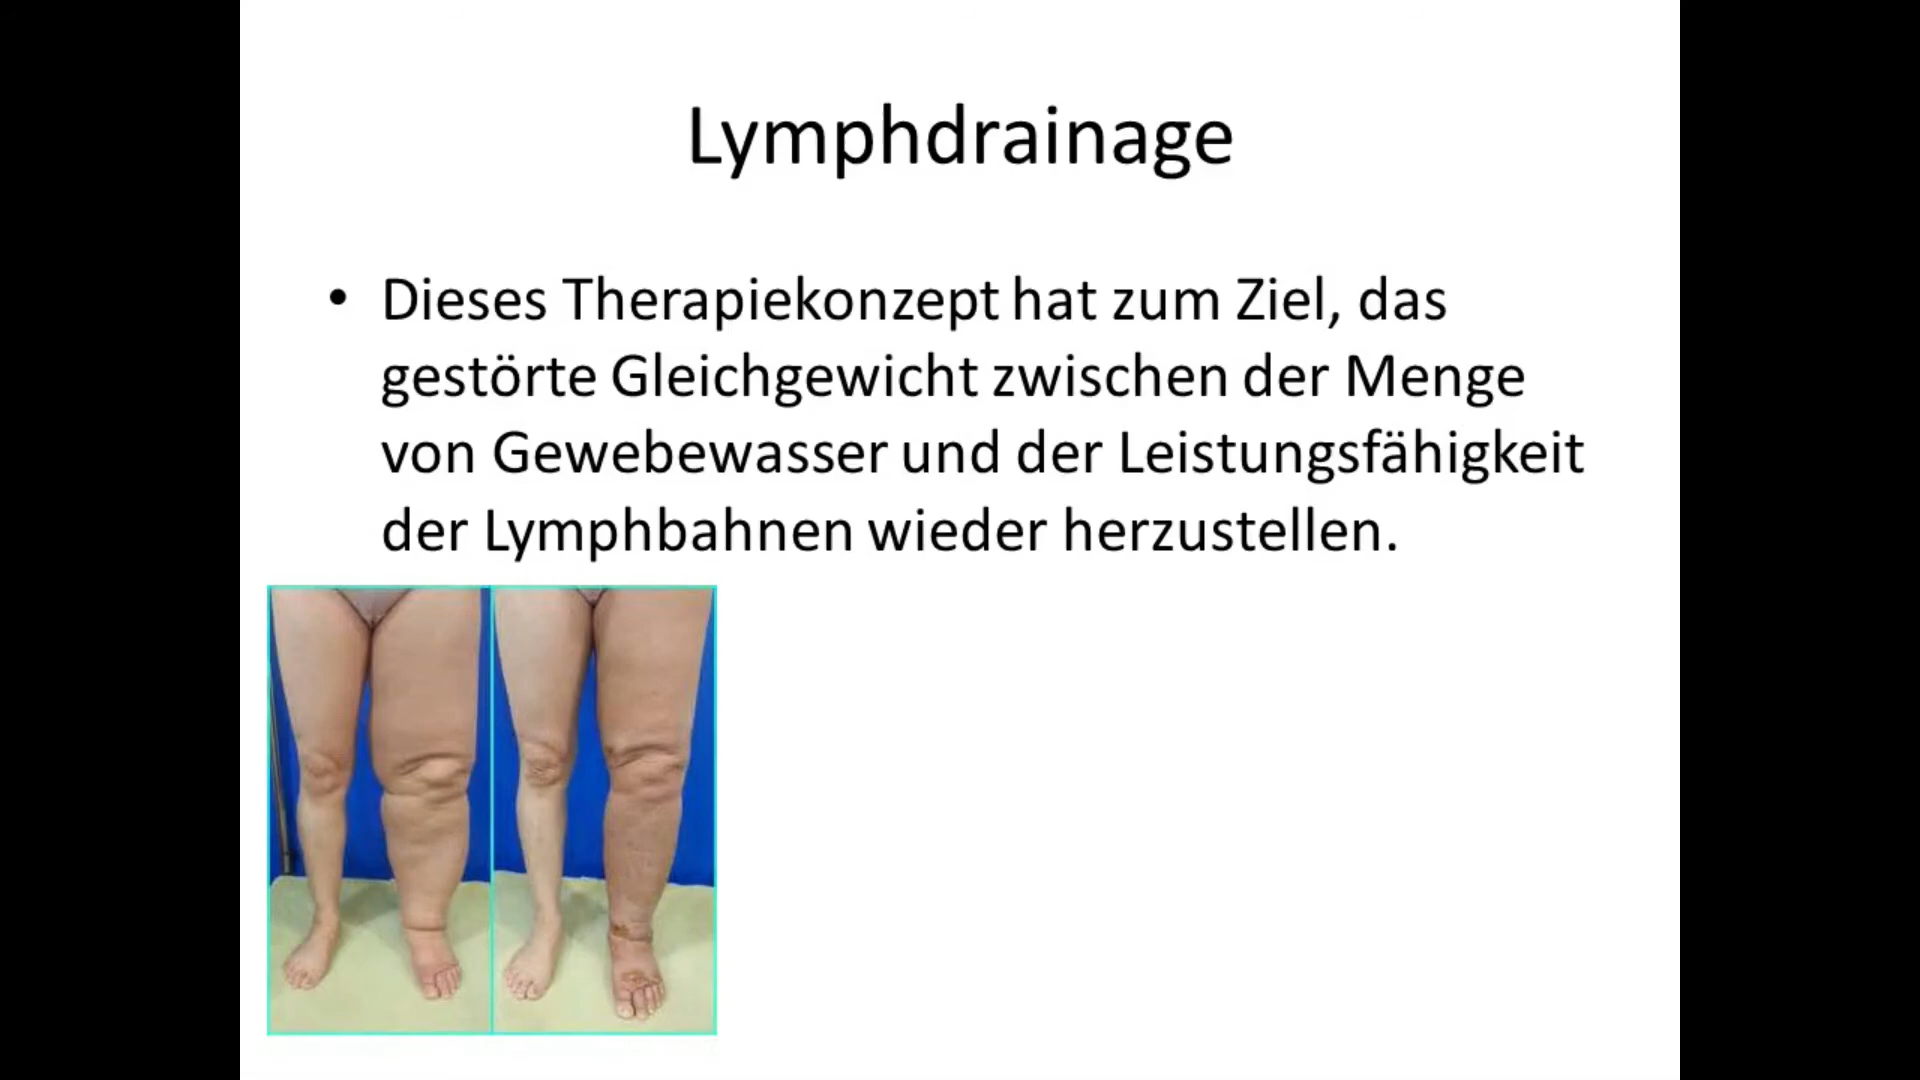 Lymphdrainage
• Dieses Therapiekonzept hat zum Ziel, das
gestörte Gleichgewicht zwischen der Menge
von Gewebewasser und der Leistungsfähigkeit
der Lymphbahnen wieder herzustellen.